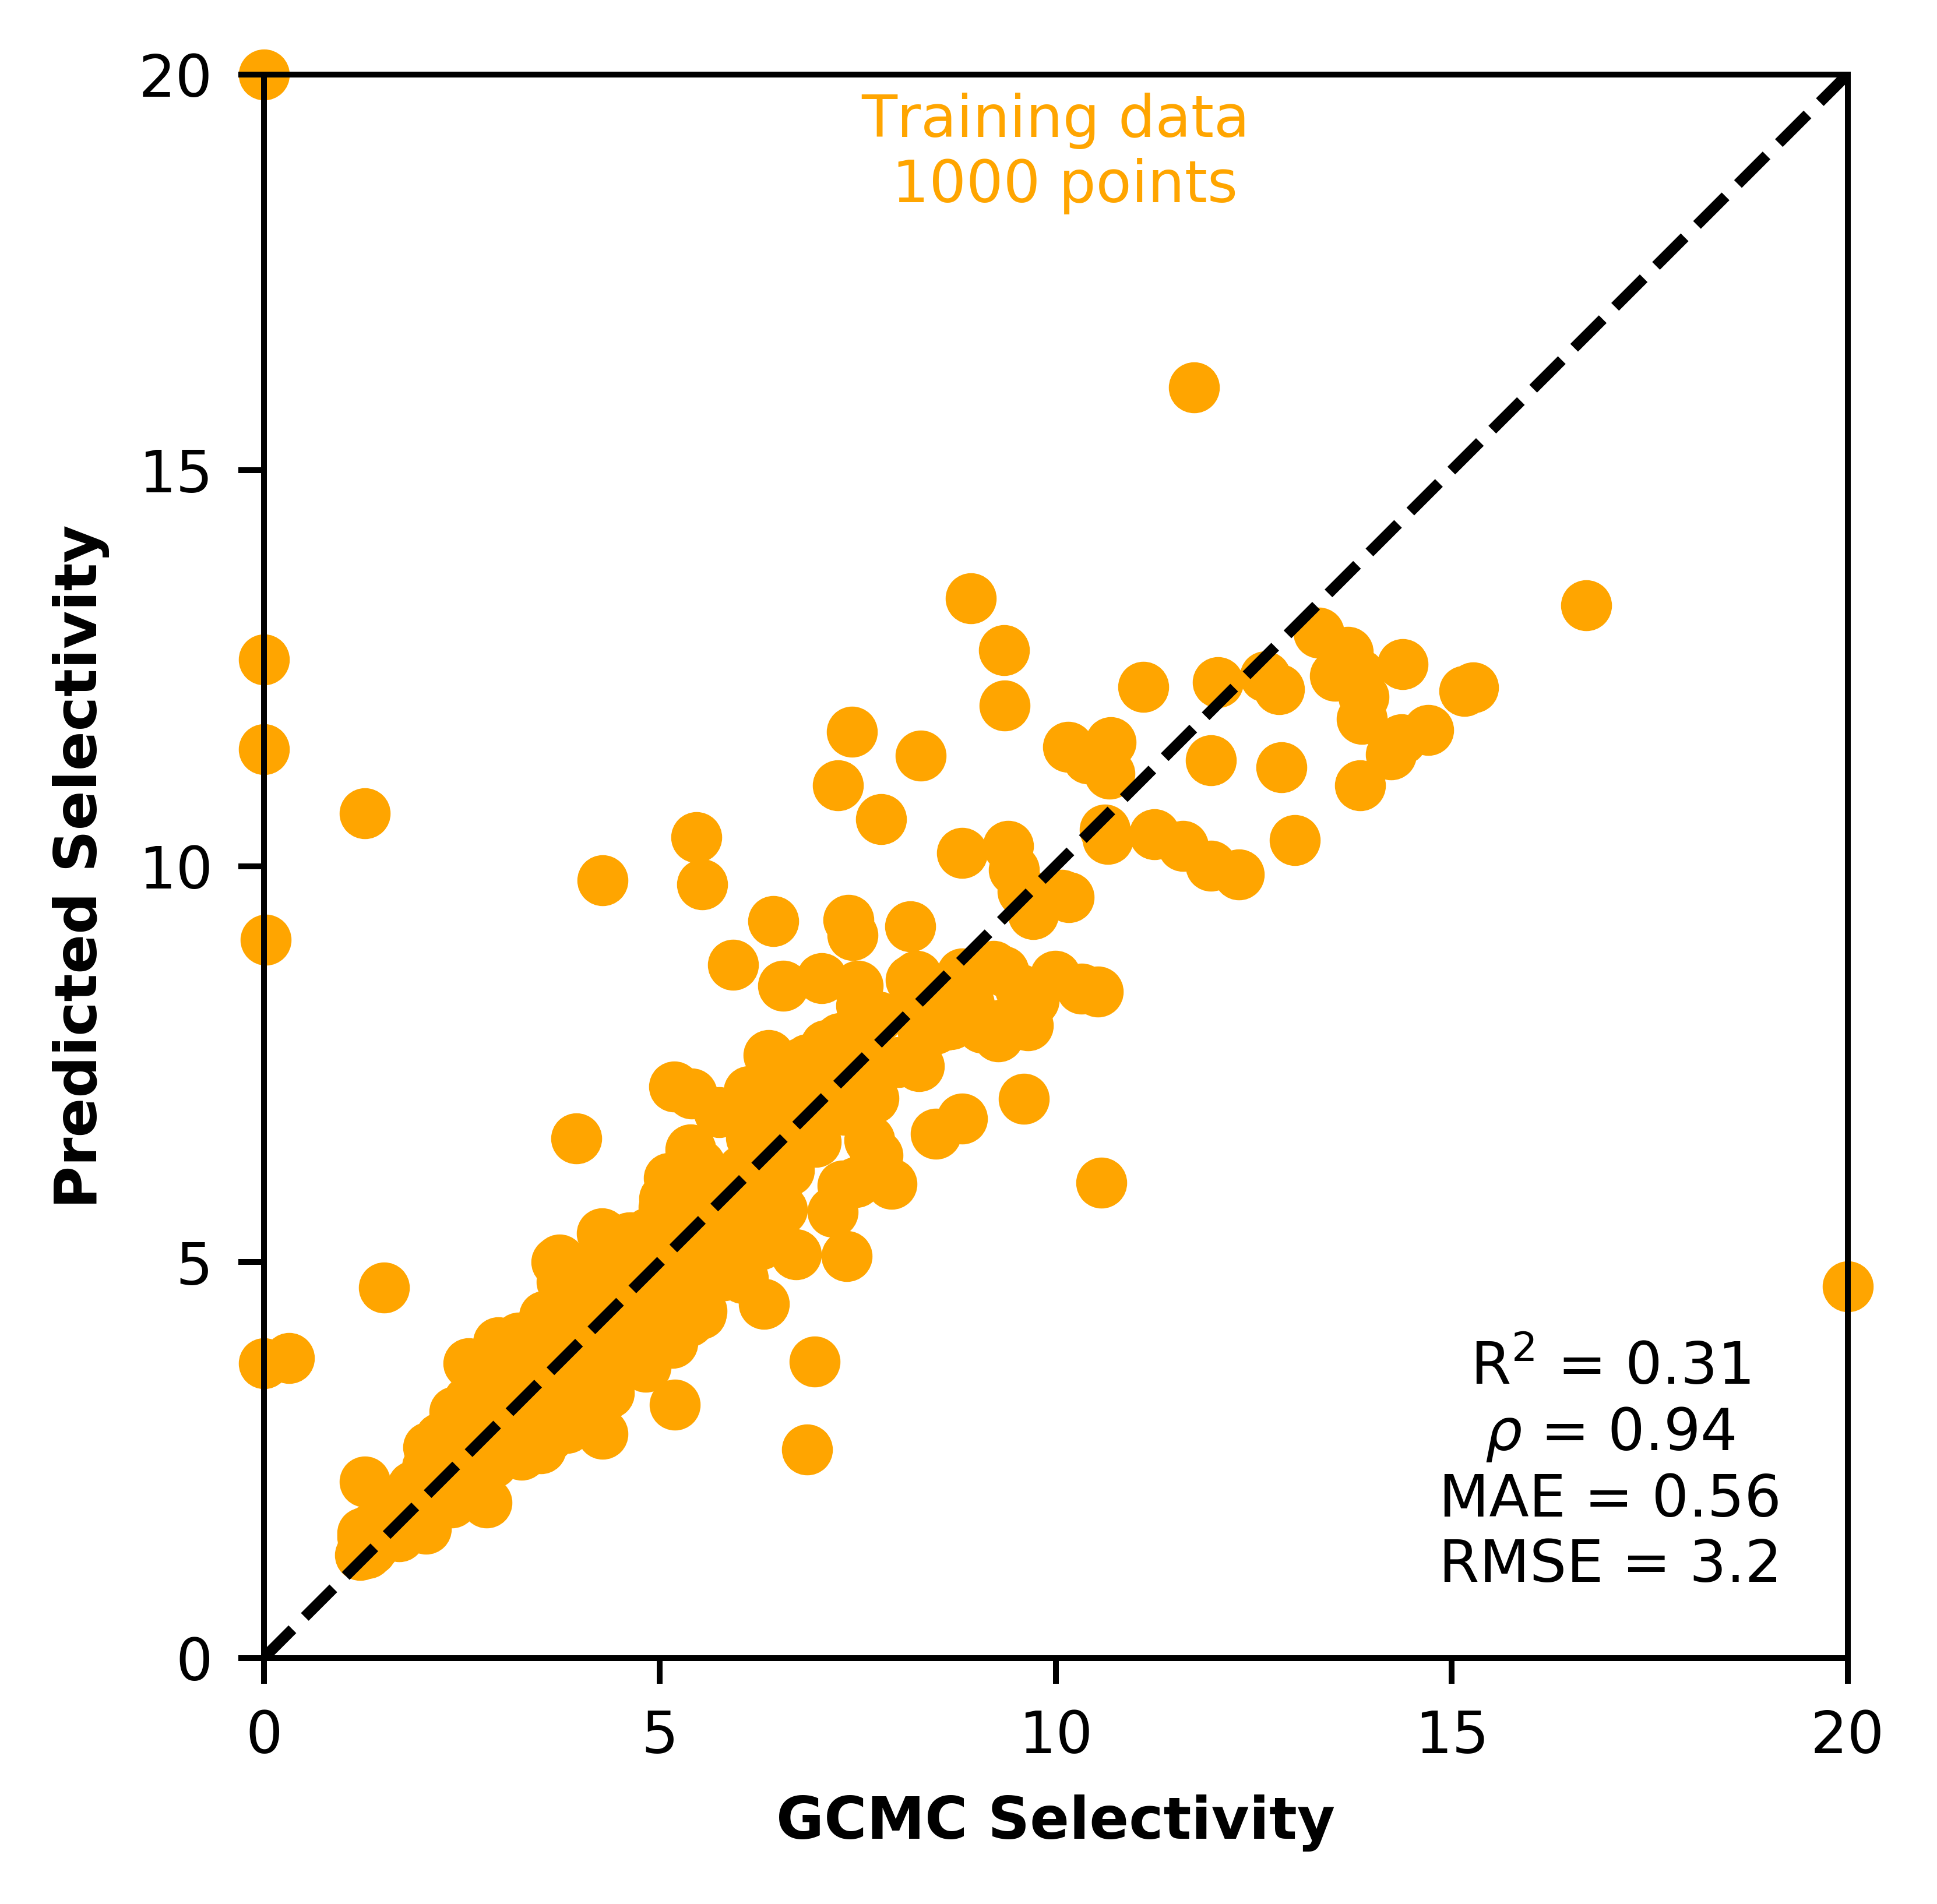 20
Training data
1000 points
15
Predicted Selectivity
10
5
R² = 0.31
ρ = 0.94
MAE = 0.56
RMSE = 3.2
0
0 5 10 15 20
GCMC Selectivity